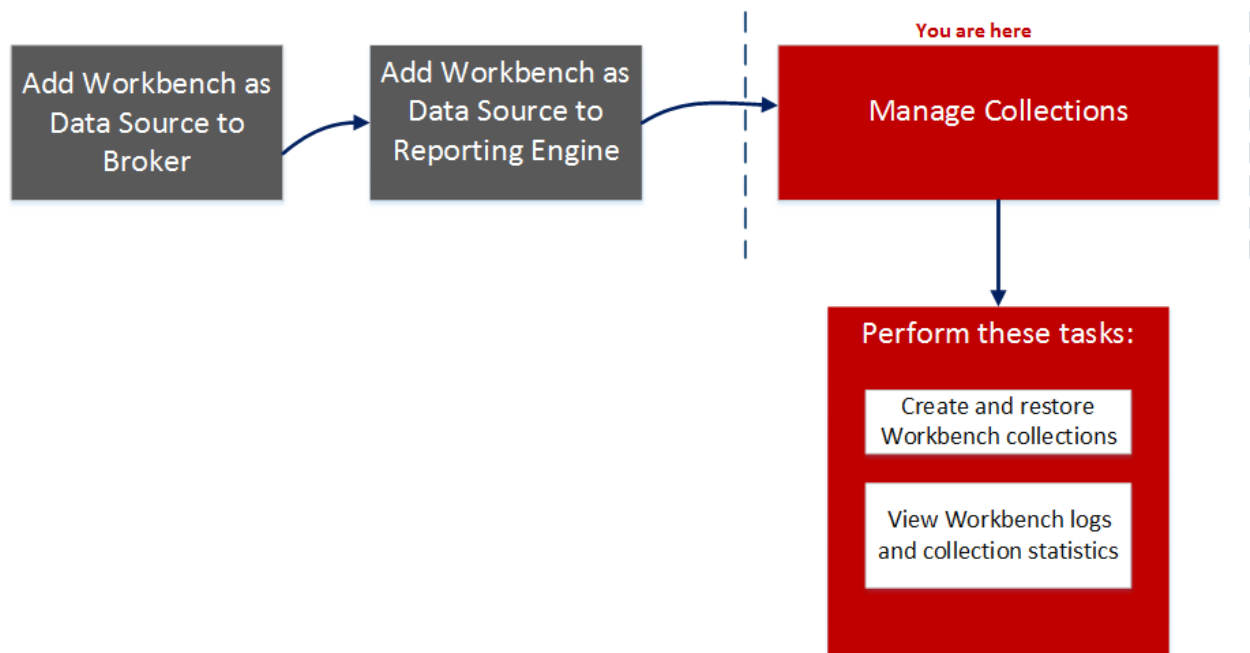 You are here
Add Workbench as
Data Source to
Broker
Add Workbench as
Data Source to
Reporting Engine
Manage Collections
Perform these tasks:
Create and restore
Workbench collections
View Workbench logs
and collection statistics